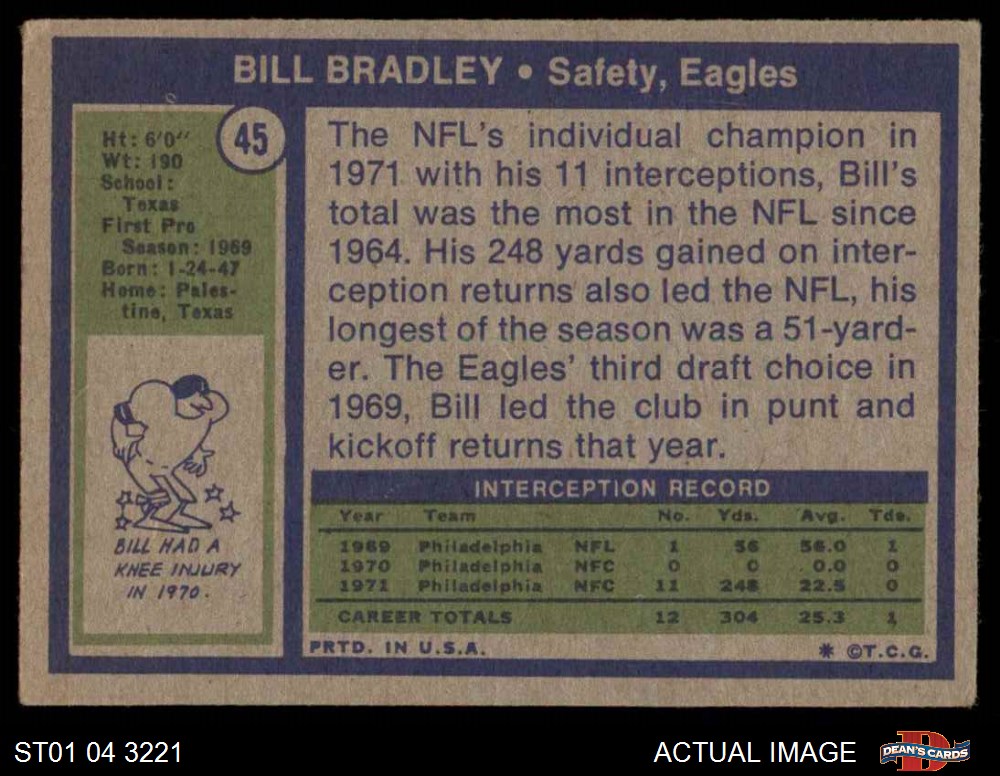 BILL BRADLEY • Safety, Eagles
45
Ht: 6'0"
Wt: 190
School:
Texas
First Pro
Season: 1969
Born: 1-24-47
Home: Pales-
tine, Texas
BILL HAD A
KNEE INJURY
IN 1970.
The NFL's individual champion in
1971 with his 11 interceptions, Bill's
total was the most in the NFL since
1964. His 248 yards gained on inter-
ception returns also led the NFL, his
longest of the season was a 51-yard-
er. The Eagles' third draft choice in
1969, Bill led the club in punt and
kickoff returns that year.
INTERCEPTION RECORD
Year Team No. Yds. Avg. Tds.
1969 Philadelphia NFL 1 56 56.0 1
1970 Philadelphia NFC 0 0 0.0 0
1971 Philadelphia NFC 11 248 22.5 0
CAREER TOTALS 12 304 25.3 1
PRTD. IN U.S.A. * ©T.C.G.
ST01 04 3221 ACTUAL IMAGE D DEAN'S CARDS